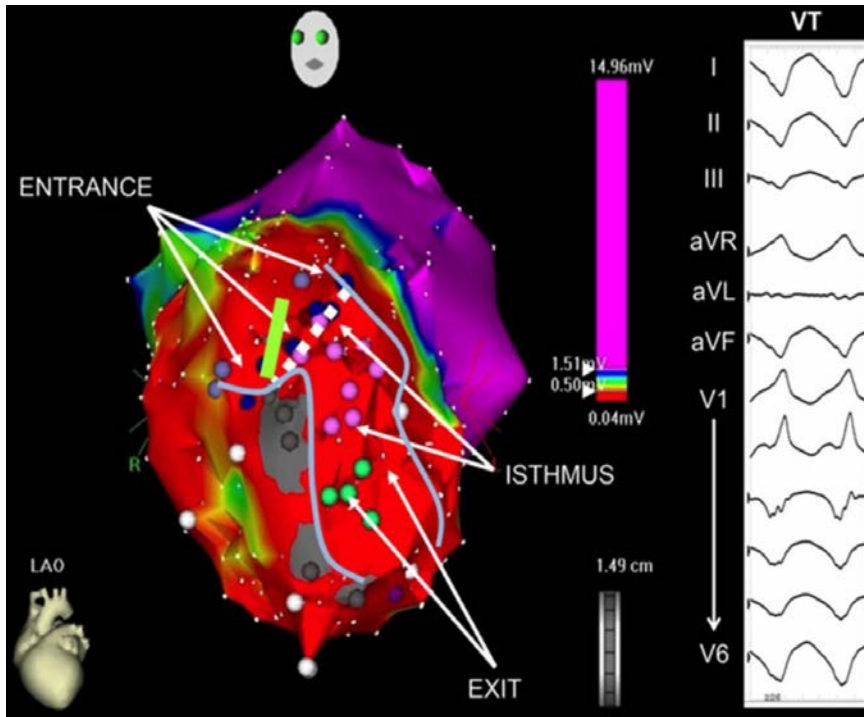 VT
14.96mV
I
II
III
ENTRANCE
aVR
aVL
aVF
1.51mV
0.50mV
0.04mV
V1
R
ISTHMUS
LAO
1.49 cm
V6
EXIT